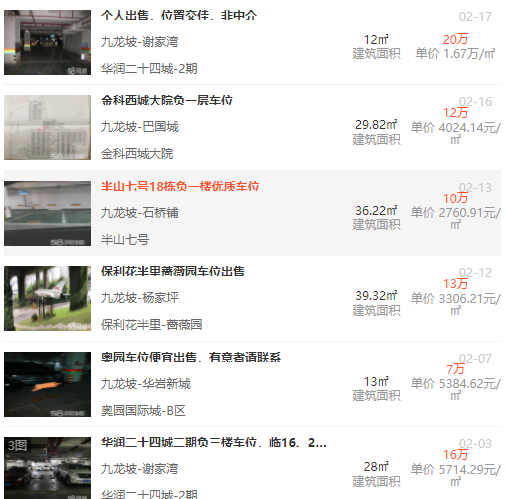 个人出售，位置交佳，非中介
02-17
九龙坡-谢家湾
12㎡
建筑面积
20万
单价 1.67万/㎡
华润二十四城-2期
金科西城大院负一层车位
02-16
九龙坡-巴国城
29.82㎡
建筑面积
12万
单价 4024.14元/
㎡
金科西城大院
半山七号18栋负一楼优质车位
02-13
九龙坡-石桥铺
36.22㎡
建筑面积
10万
单价 2760.91元/
㎡
半山七号
保利花半里蔷薇园车位出售
02-12
九龙坡-杨家坪
39.32㎡
建筑面积
13万
单价 3306.21元/
㎡
保利花半里-蔷薇园
奥园车位便宜出售，有意者请联系
02-07
九龙坡-华岩新城
13㎡
建筑面积
7万
单价 5384.62元/
㎡
奥园国际城-B区
3图
华润二十四城二期负三楼车位，临16、2...
02-03
九龙坡-谢家湾
28㎡
建筑面积
16万
单价 5714.29元/
㎡
华润二十四城-2期